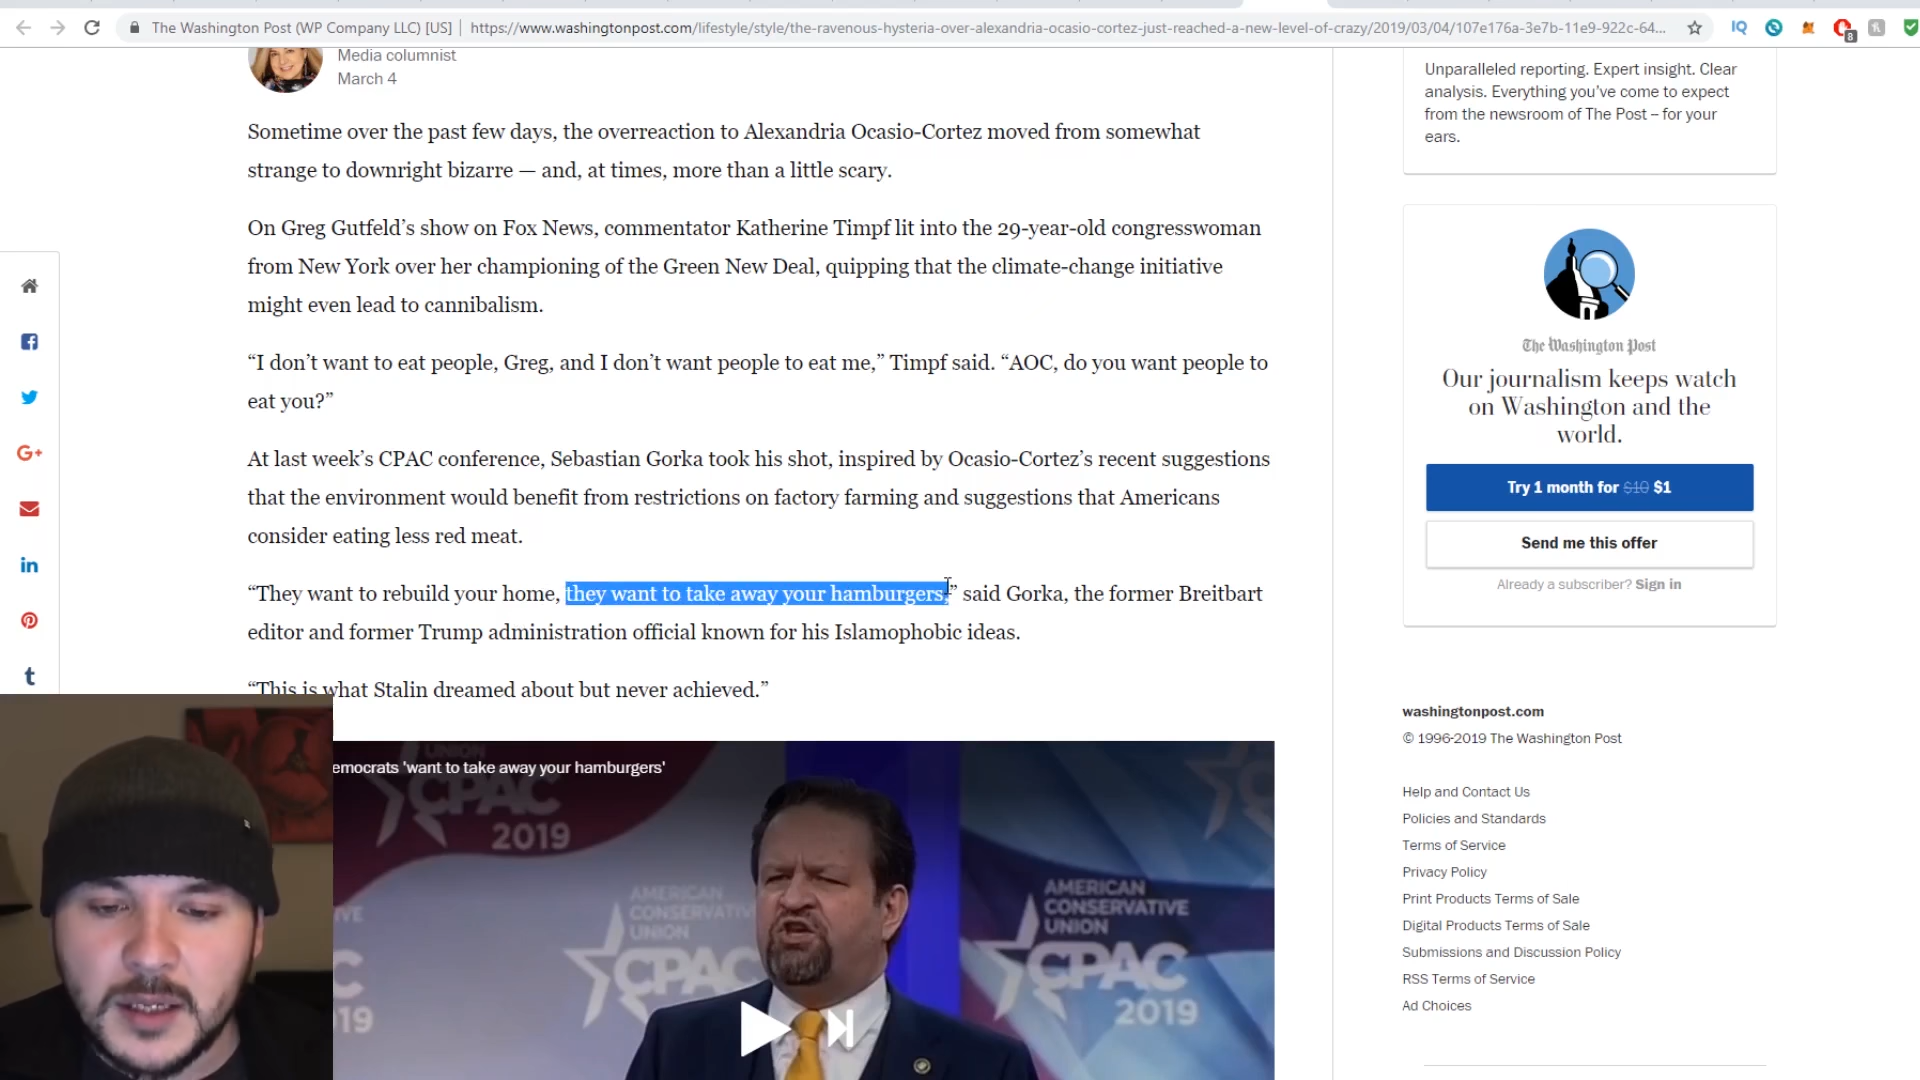 The Washington Post (WP Company LLC) [US] | https://www.washingtonpost.com/lifestyle/style/the-ravenous-hysteria-over-alexandria-ocasio-cortez-just-reached-a-new-level-of-crazy/2019/03/04/107e176a-3e7b-11e9-922c-64...
IQ
8
Media columnist
March 4
Sometime over the past few days, the overreaction to Alexandria Ocasio-Cortez moved from somewhat
strange to downright bizarre — and, at times, more than a little scary.
On Greg Gutfeld’s show on Fox News, commentator Katherine Timpf lit into the 29-year-old congresswoman
from New York over her championing of the Green New Deal, quipping that the climate-change initiative
might even lead to cannibalism.
“I don’t want to eat people, Greg, and I don’t want people to eat me,” Timpf said. “AOC, do you want people to
eat you?”
At last week’s CPAC conference, Sebastian Gorka took his shot, inspired by Ocasio-Cortez’s recent suggestions
that the environment would benefit from restrictions on factory farming and suggestions that Americans
consider eating less red meat.
“They want to rebuild your home, they want to take away your hamburgers,” said Gorka, the former Breitbart
editor and former Trump administration official known for his Islamophobic ideas.
“This is what Stalin dreamed about but never achieved.”
emocrats 'want to take away your hamburgers'
UNION
CPAC
2019
AMERICAN
CONSERVATIVE
UNION
CPAC
AMERICAN
CONSERVATIVE
UNION
CPAC
2019
Unparalleled reporting. Expert insight. Clear
analysis. Everything you’ve come to expect
from the newsroom of The Post – for your
ears.
The Washington Post
Our journalism keeps watch
on Washington and the
world.
Try 1 month for $10 $1
Send me this offer
Already a subscriber? Sign in
washingtonpost.com
© 1996-2019 The Washington Post
Help and Contact Us
Policies and Standards
Terms of Service
Privacy Policy
Print Products Terms of Sale
Digital Products Terms of Sale
Submissions and Discussion Policy
RSS Terms of Service
Ad Choices